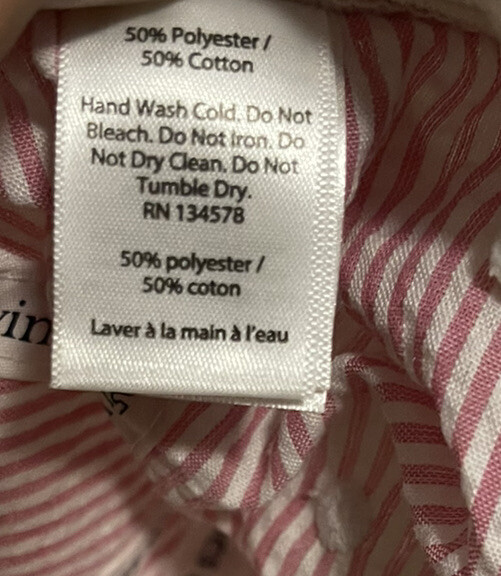 50% Polyester /
50% Cotton
Hand Wash Cold. Do Not
Bleach. Do Not Iron. Do
Not Dry Clean. Do Not
Tumble Dry.
RN 134578
50% polyester /
50% coton
Laver à la main à l'eau